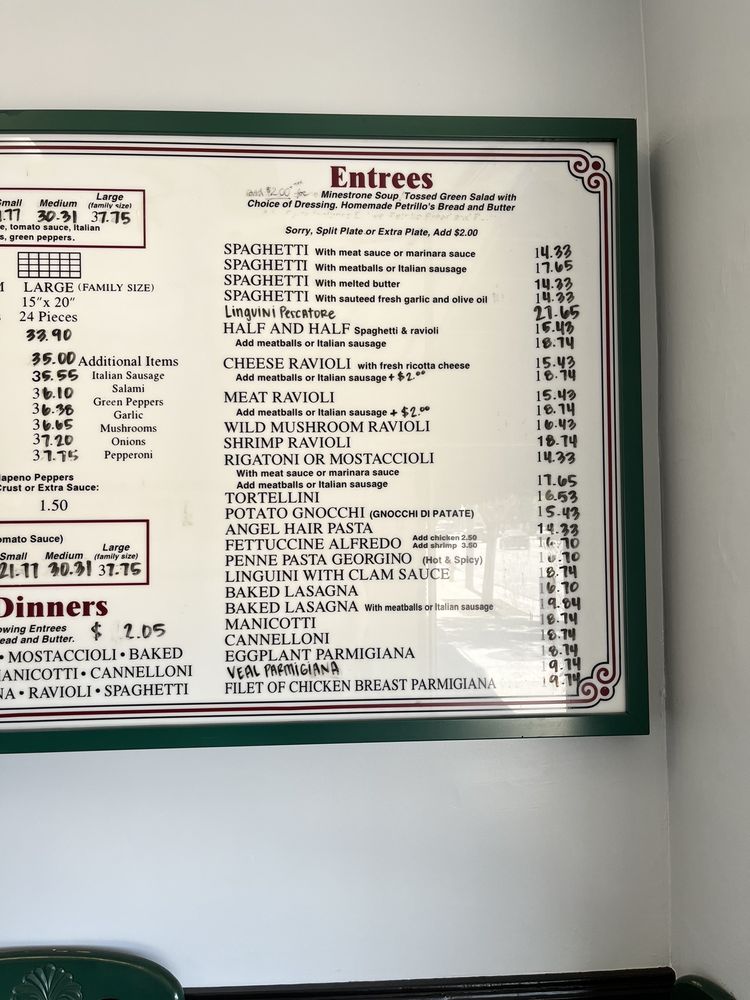 Small Medium Large
(family size)
30.31 37.75
e, tomato sauce, Italian
s, green peppers.
LARGE (FAMILY SIZE)
15"x 20"
24 Pieces
33.90
35.00 Additional Items
35.55 Italian Sausage
36.10 Salami
36.38 Green Peppers
36.65 Garlic
37.20 Mushrooms
37.75 Onions
Pepperoni
lapeno Peppers
Crust or Extra Sauce:
1.50
omato Sauce)
Small Medium Large
(family size)
21.77 30.31 37.75
Dinners
owing Entrees
ead and Butter. $ 2.05
• MOSTACCIOLI • BAKED
MANICOTTI • CANNELLONI
NA • RAVIOLI • SPAGHETTI
Entrees
add $2.00 for Minestrone Soup Tossed Green Salad with
Choice of Dressing. Homemade Petrillo's Bread and Butter
Sorry, Split Plate or Extra Plate, Add $2.00
SPAGHETTI With meat sauce or marinara sauce 14.33
SPAGHETTI With meatballs or Italian sausage 17.65
SPAGHETTI With melted butter 14.33
SPAGHETTI With sauteed fresh garlic and olive oil 14.33
Linguini Percatore 21.65
HALF AND HALF Spaghetti & ravioli 15.43
Add meatballs or Italian sausage 18.74
CHEESE RAVIOLI with fresh ricotta cheese 15.43
Add meatballs or Italian sausage + $2.00 18.74
MEAT RAVIOLI 15.43
Add meatballs or Italian sausage + $2.00 18.74
WILD MUSHROOM RAVIOLI 16.43
SHRIMP RAVIOLI 18.74
RIGATONI OR MOSTACCIOLI 14.33
With meat sauce or marinara sauce
Add meatballs or Italian sausage 17.65
TORTELLINI 16.53
POTATO GNOCCHI (GNOCCHI DI PATATE) 15.43
ANGEL HAIR PASTA 14.33
FETTUCCINE ALFREDO Add chicken 2.50 16.70
Add shrimp 3.50
PENNE PASTA GEORGINO (Hot & Spicy) 16.70
LINGUINI WITH CLAM SAUCE 18.74
BAKED LASAGNA 16.70
BAKED LASAGNA With meatballs or Italian sausage 19.84
MANICOTTI 18.74
CANNELLONI 18.74
EGGPLANT PARMIGIANA 18.74
VEAL PARMIGIANA 19.74
FILET OF CHICKEN BREAST PARMIGIANA 19.74